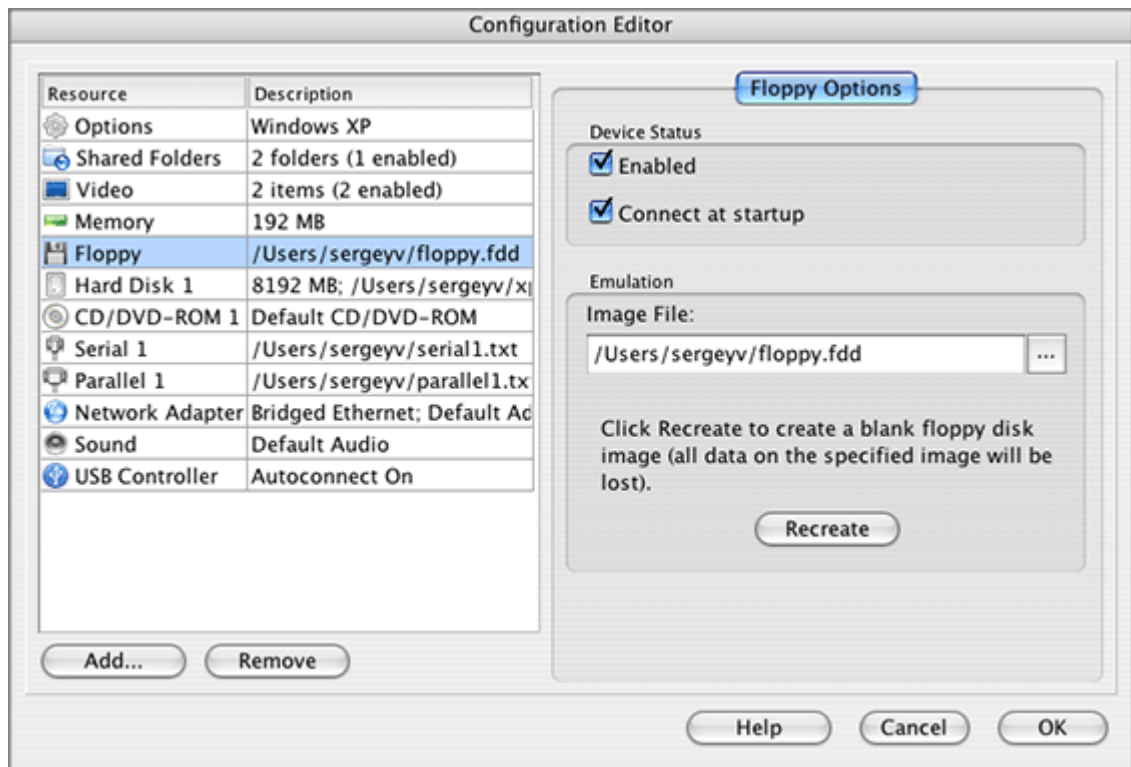 Configuration Editor
Resource Description
Options Windows XP
Shared Folders 2 folders (1 enabled)
Video 2 items (2 enabled)
Memory 192 MB
Floppy /Users/sergeyv/floppy.fdd
Hard Disk 1 8192 MB; /Users/sergeyv/x
CD/DVD-ROM 1 Default CD/DVD-ROM
Serial 1 /Users/sergeyv/serial1.txt
Parallel 1 /Users/sergeyv/parallel1.tx
Network Adapter Bridged Ethernet; Default Ad
Sound Default Audio
USB Controller Autoconnect On
Add... Remove
Floppy Options
Device Status
Enabled
Connect at startup
Emulation
Image File:
/Users/sergeyv/floppy.fdd ...
Click Recreate to create a blank floppy disk
image (all data on the specified image will be
lost).
Recreate
Help Cancel OK